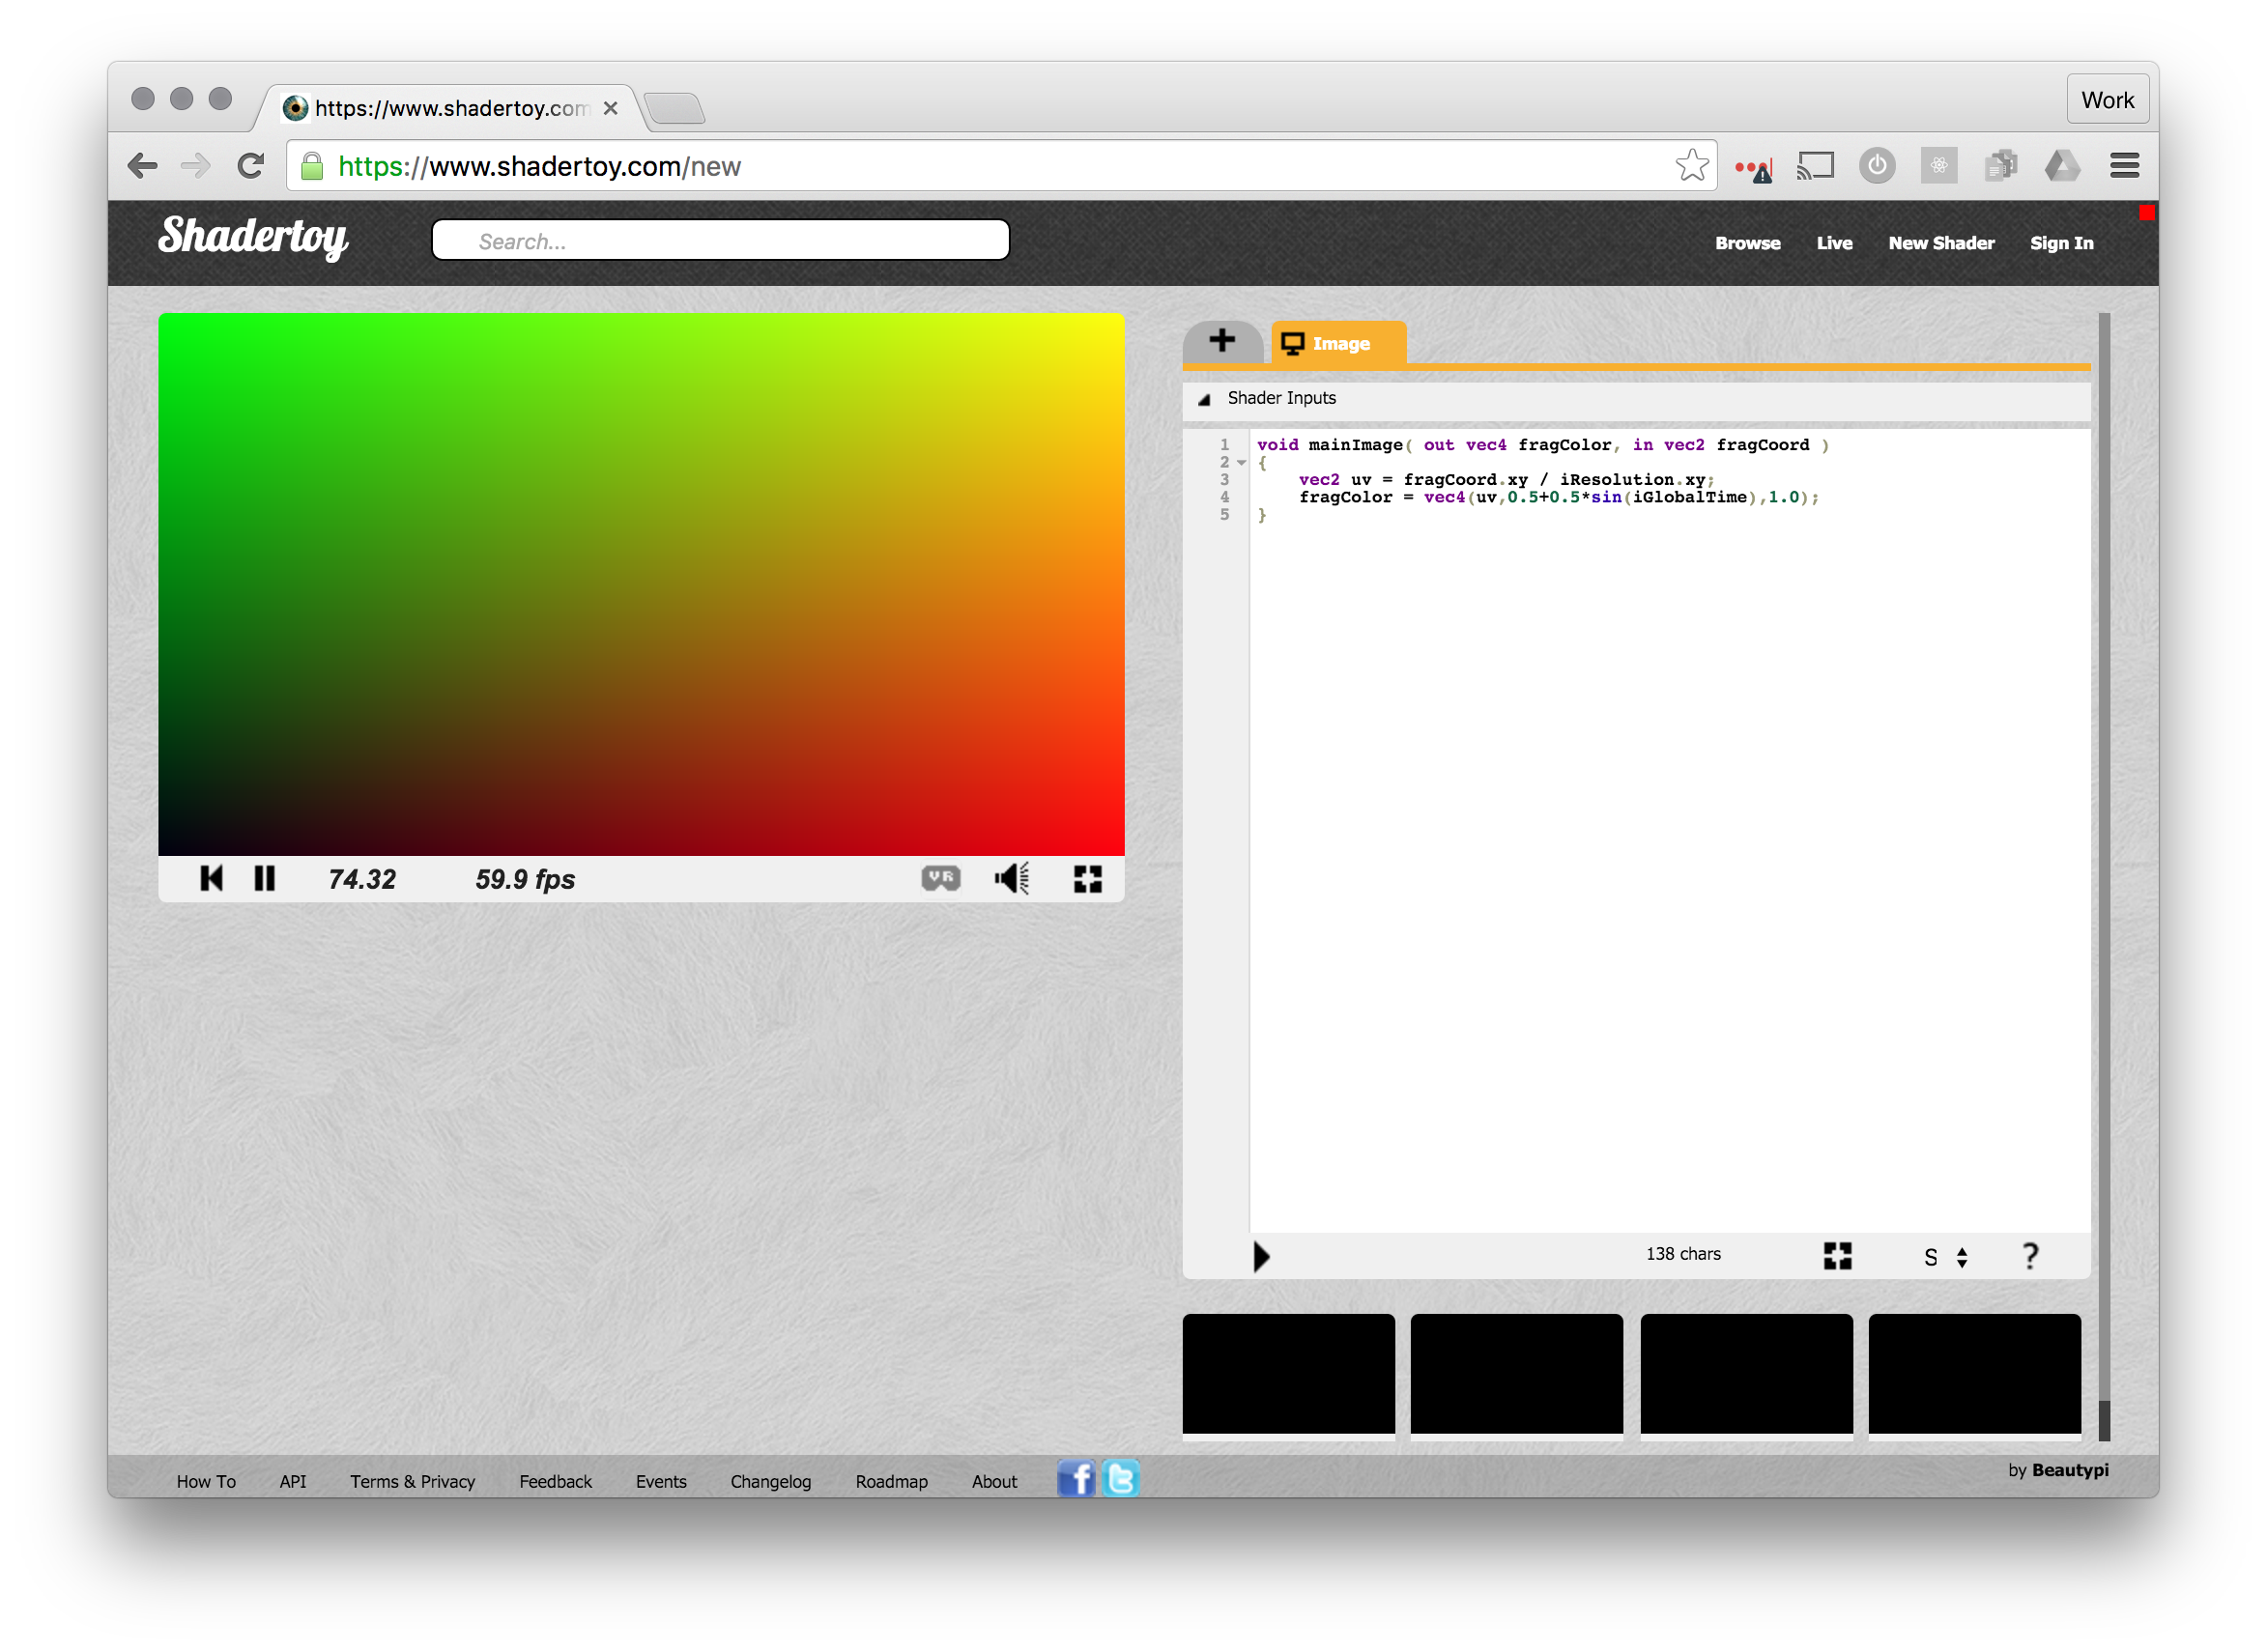 https://www.shadertoy.com
Work
https://www.shadertoy.com/new
Shadertoy
Search...
Browse Live New Shader Sign In
Image
Shader Inputs
1 void mainImage( out vec4 fragColor, in vec2 fragCoord )
2 {
3     vec2 uv = fragCoord.xy / iResolution.xy;
4     fragColor = vec4(uv,0.5+0.5*sin(iGlobalTime),1.0);
5 }
74.32 59.9 fps VR
138 chars S ?
How To API Terms & Privacy Feedback Events Changelog Roadmap About
by Beautypi